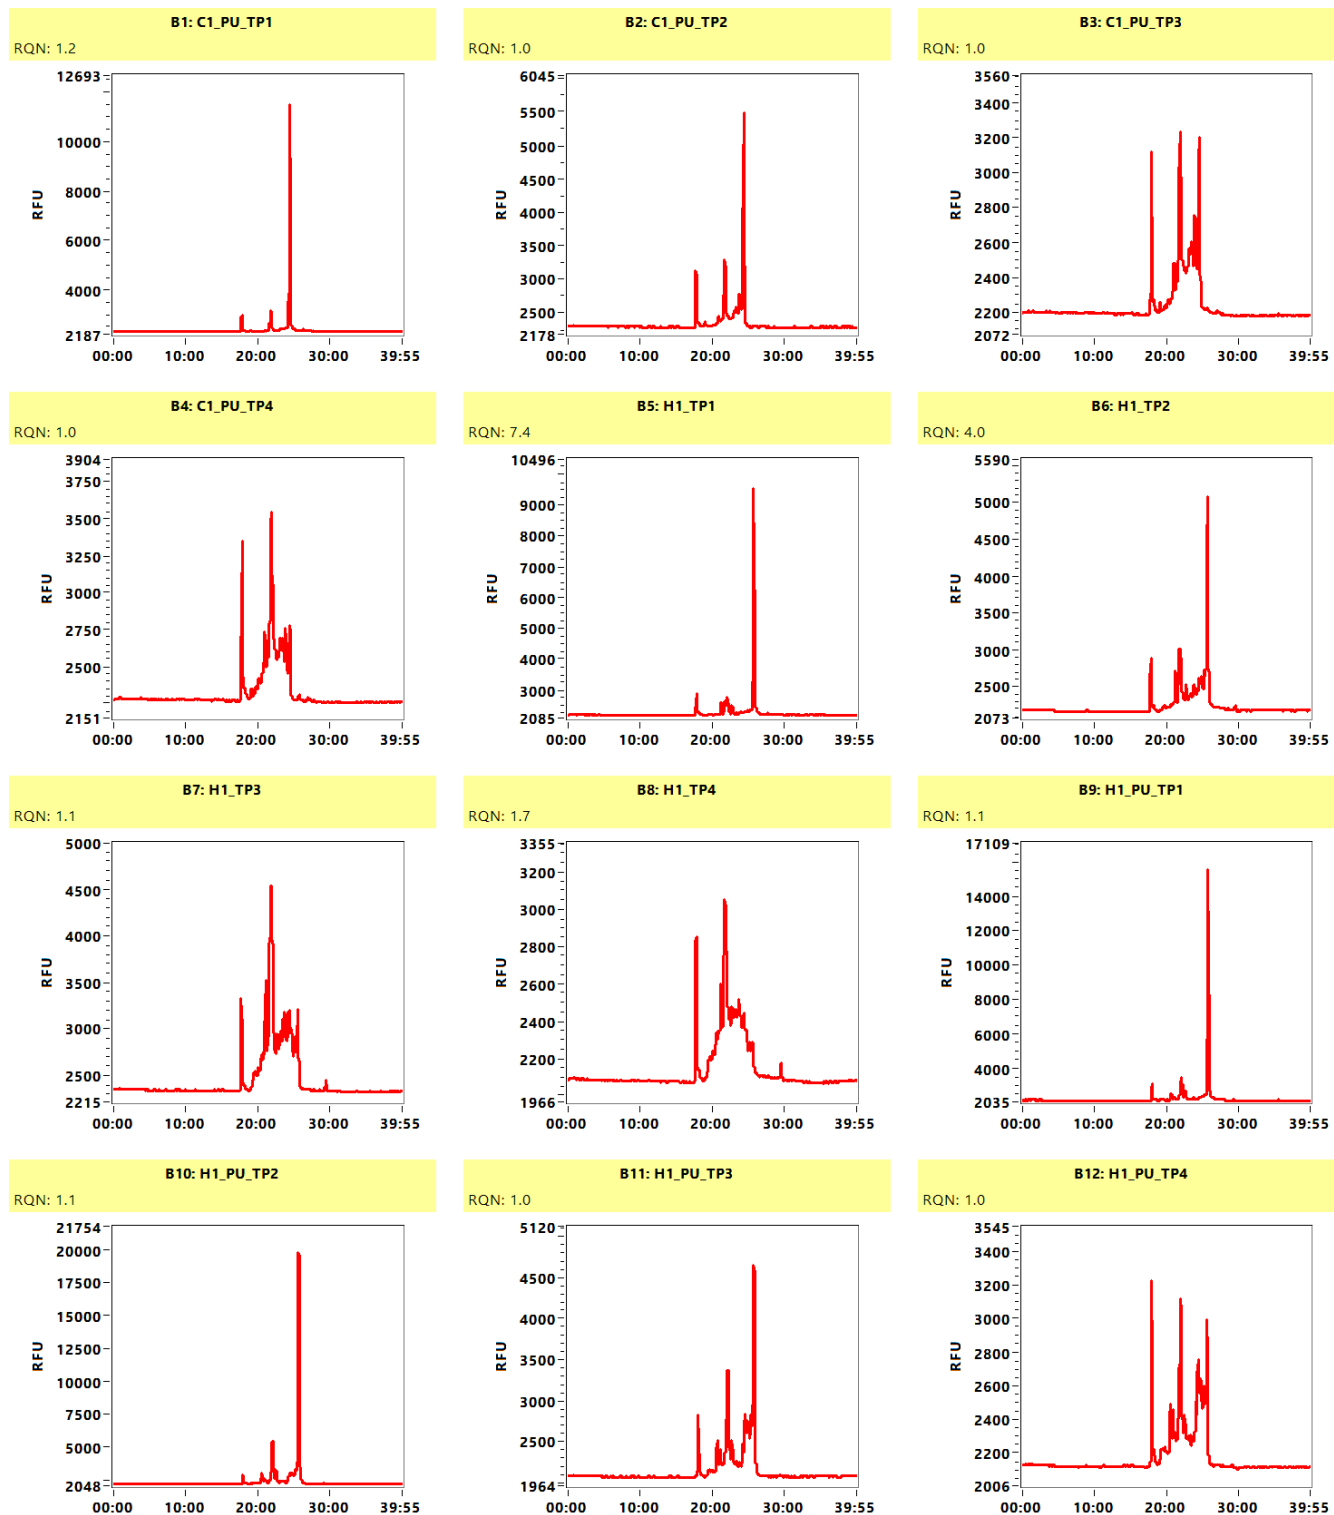 B1: C1_PU_TP1
RQN: 1.2
12693
10000
8000
6000
4000
2187
RFU
00:00 10:00 20:00 30:00 39:55
B2: C1_PU_TP2
RQN: 1.0
6045
5500
5000
4500
4000
3500
3000
2500
2178
RFU
00:00 10:00 20:00 30:00 39:55
B3: C1_PU_TP3
RQN: 1.0
3560
3400
3200
3000
2800
2600
2400
2200
2072
RFU
00:00 10:00 20:00 30:00 39:55
B4: C1_PU_TP4
RQN: 1.0
3904
3750
3500
3250
3000
2750
2500
2151
RFU
00:00 10:00 20:00 30:00 39:55
B5: H1_TP1
RQN: 7.4
10496
9000
8000
7000
6000
5000
4000
3000
2085
RFU
00:00 10:00 20:00 30:00 39:55
B6: H1_TP2
RQN: 4.0
5590
5000
4500
4000
3500
3000
2500
2073
RFU
00:00 10:00 20:00 30:00 39:55
B7: H1_TP3
RQN: 1.1
5000
4500
4000
3500
3000
2500
2215
RFU
00:00 10:00 20:00 30:00 39:55
B8: H1_TP4
RQN: 1.7
3355
3200
3000
2800
2600
2400
2200
1966
RFU
00:00 10:00 20:00 30:00 39:55
B9: H1_PU_TP1
RQN: 1.1
17109
14000
12000
10000
8000
6000
4000
2035
RFU
00:00 10:00 20:00 30:00 39:55
B10: H1_PU_TP2
RQN: 1.1
21754
20000
17500
15000
12500
10000
7500
5000
2048
RFU
00:00 10:00 20:00 30:00 39:55
B11: H1_PU_TP3
RQN: 1.0
5120
4500
4000
3500
3000
2500
1964
RFU
00:00 10:00 20:00 30:00 39:55
B12: H1_PU_TP4
RQN: 1.0
3545
3400
3200
3000
2800
2600
2400
2200
2006
RFU
00:00 10:00 20:00 30:00 39:55